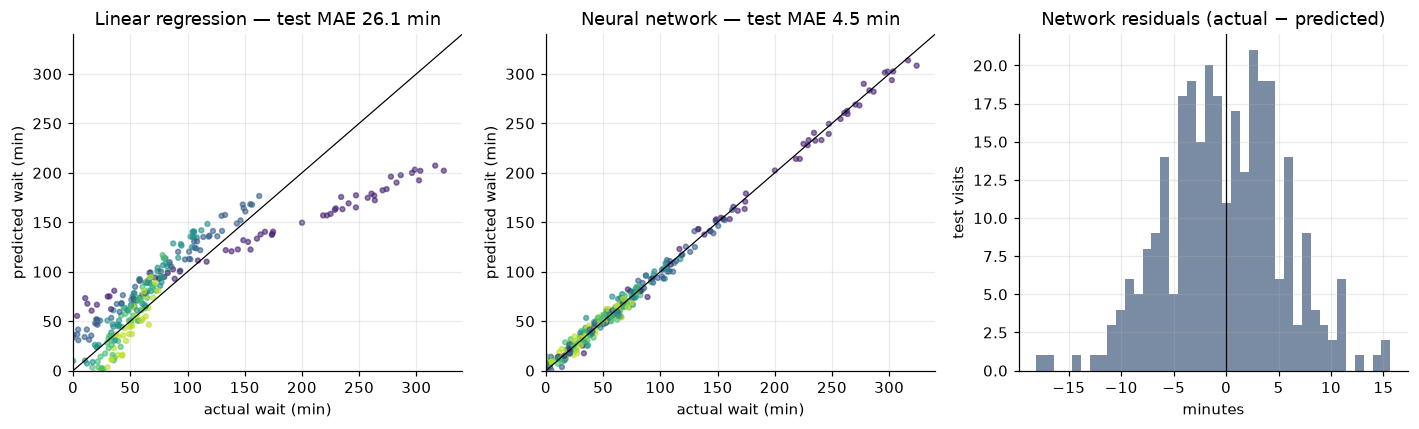 Linear regression — test MAE 26.1 min
300
250
200
150
100
50
0
predicted wait (min)
0 50 100 150 200 250 300
actual wait (min)
Neural network — test MAE 4.5 min
300
250
200
150
100
50
0
predicted wait (min)
0 50 100 150 200 250 300
actual wait (min)
Network residuals (actual − predicted)
20.0
17.5
15.0
12.5
10.0
7.5
5.0
2.5
0.0
test visits
−15 −10 −5 0 5 10 15
minutes